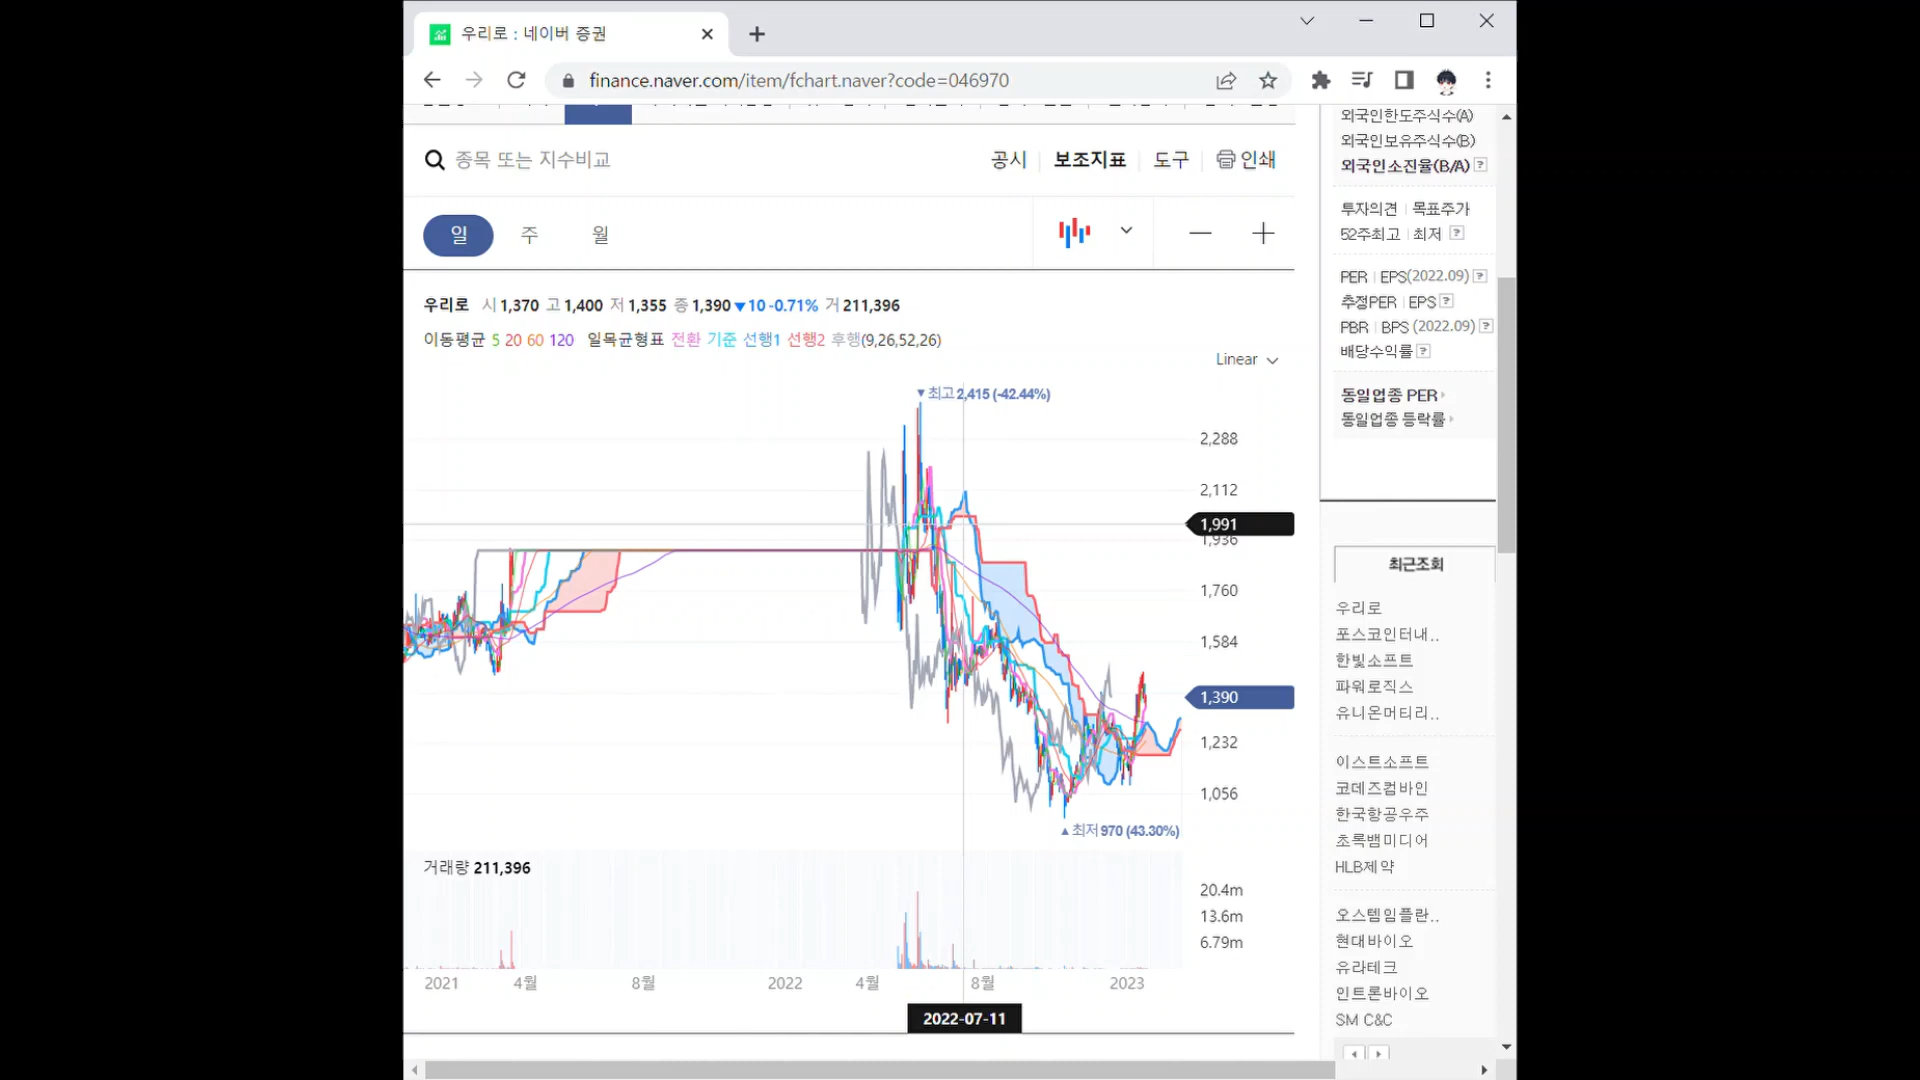 우리로 : 네이버 증권
finance.naver.com/item/fchart.naver?code=046970
종목 또는 지수비교
공시 보조지표 도구 인쇄
일 주 월
우리로 시 1,370 고 1,400 저 1,355 종 1,390 ▼10 -0.71% 거 211,396
이동평균 5 20 60 120 일목균형표 전환 기준 선행1 선행2 후행(9,26,52,26)
Linear
▼최고 2,415 (-42.44%)
2,288
2,112
1,991
1,936
1,760
1,584
1,390
1,232
1,056
▲최저 970 (43.30%)
거래량 211,396
20.4m
13.6m
6.79m
2021 4월 8월 2022 4월 8월 2023
2022-07-11
외국인한도주식수(A)
외국인보유주식수(B)
외국인소진율(B/A) ?
투자의견 | 목표주가
52주최고 | 최저 ?
PER | EPS(2022.09) ?
추정PER | EPS ?
PBR | BPS (2022.09) ?
배당수익률 ?
동일업종 PER
동일업종 등락률
최근조회
우리로
포스코인터내..
한빛소프트
파워로직스
유니온머티리..
이스트소프트
코데즈컴바인
한국항공우주
초록뱀미디어
HLB제약
오스템임플란..
현대바이오
유라테크
인트론바이오
SM C&C